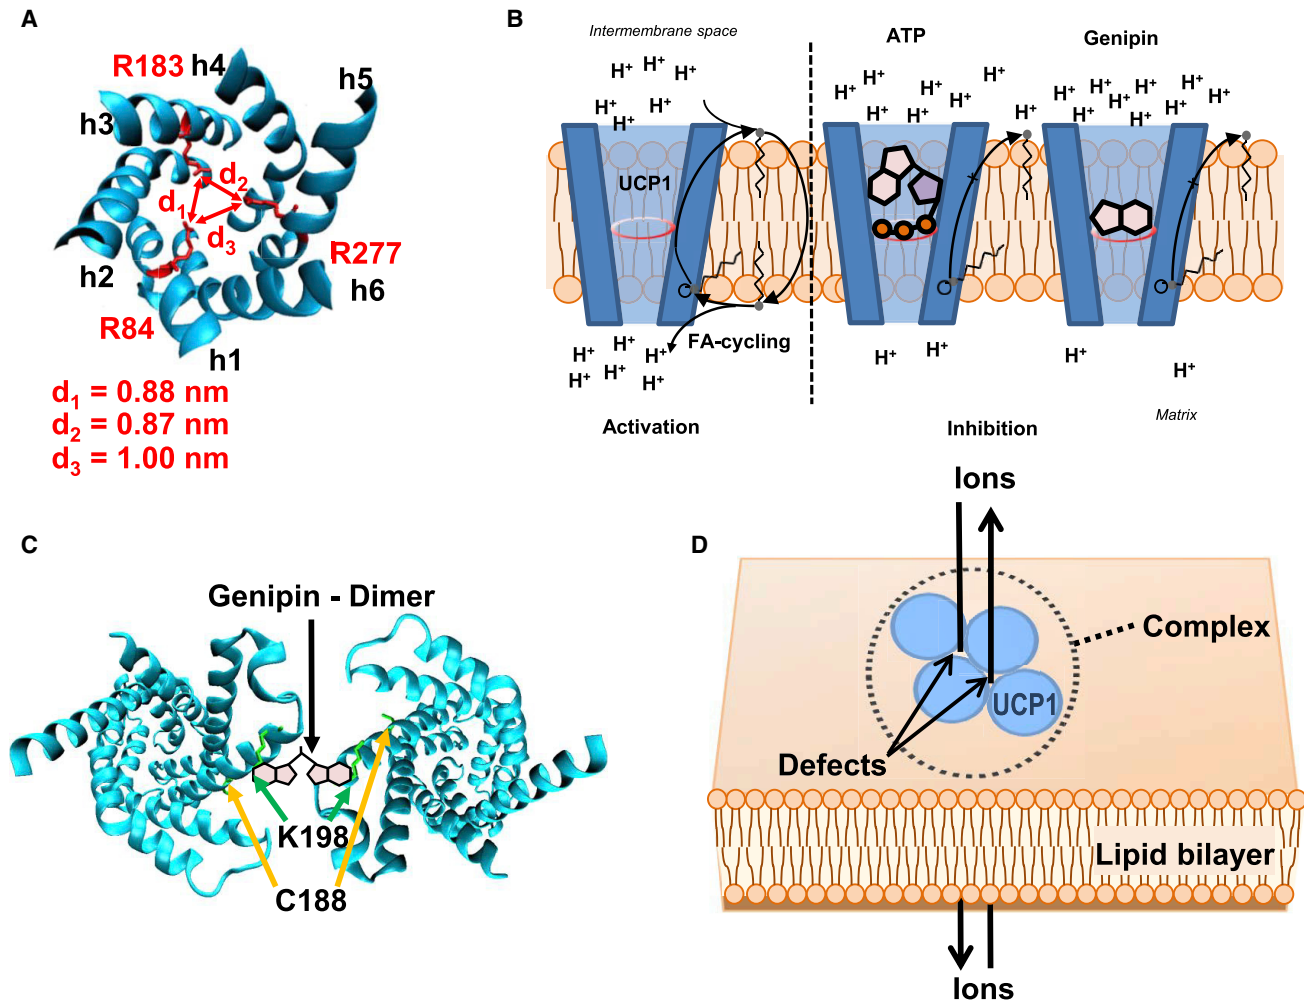 A
R183 h4
h5
h3
d₂
d₁
d₃
R277
h2
h6
R84
h1
d₁ = 0.88 nm
d₂ = 0.87 nm
d₃ = 1.00 nm
B
Intermembrane space
ATP
Genipin
H⁺ H⁺ H⁺
H⁺ H⁺
H⁺
H⁺ H⁺ H⁺
H⁺ H⁺ H⁺
H⁺
H⁺ H⁺ H⁺ H⁺
H⁺ H⁺ H⁺
H⁺ H⁺
UCP1
FA-cycling
H⁺ H⁺ H⁺
H⁺ H⁺ H⁺
H⁺ H⁺
H⁺
H⁺
Matrix
Activation
Inhibition
C
Genipin - Dimer
K198
C188
D
Ions
Complex
UCP1
Defects
Lipid bilayer
Ions